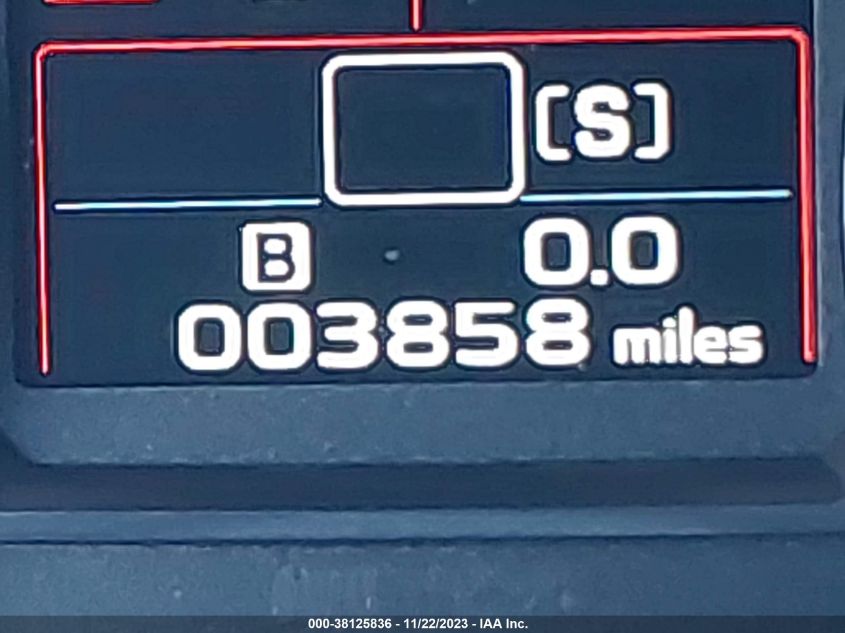 [S]
B 0.0
003858 miles
000-38125836 - 11/22/2023 - IAA Inc.